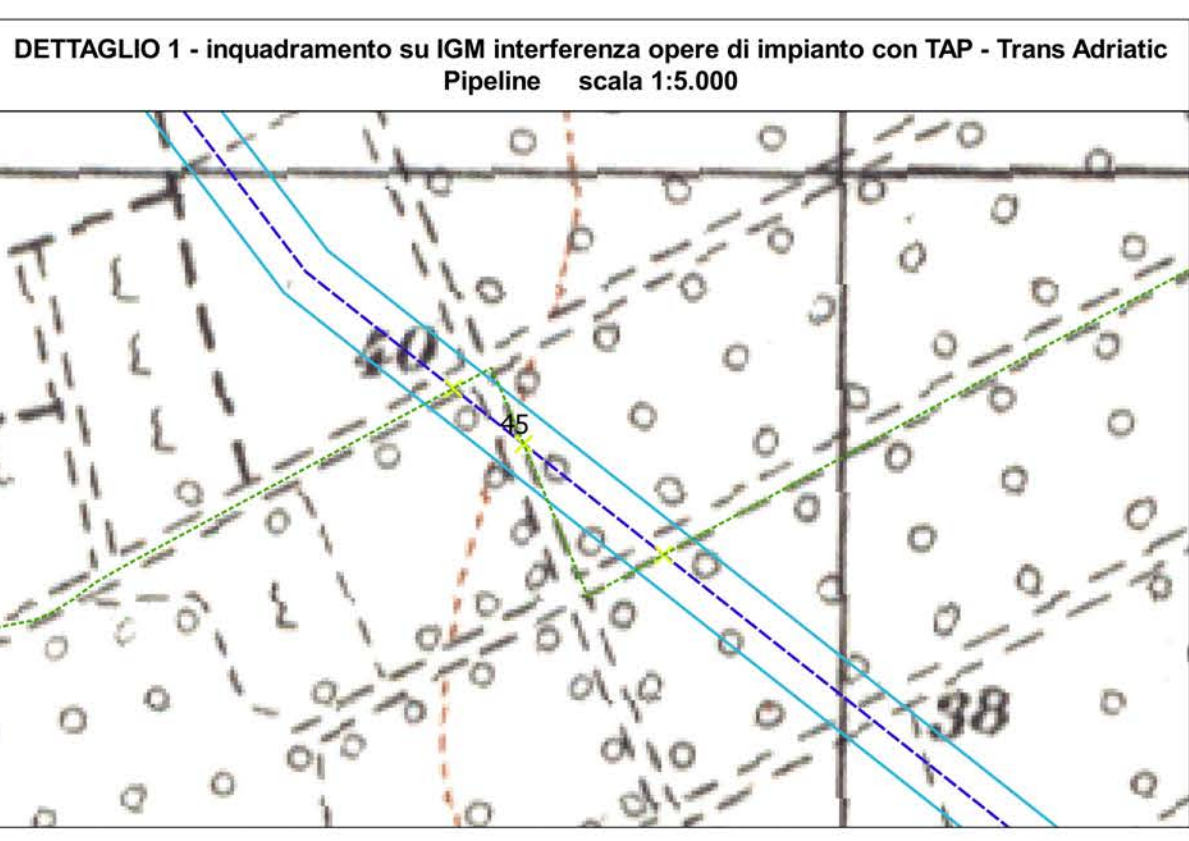 DETTAGLIO 1 - inquadramento su IGM interferenza opere di impianto con TAP - Trans Adriatic
Pipeline scala 1:5.000
40
45
38